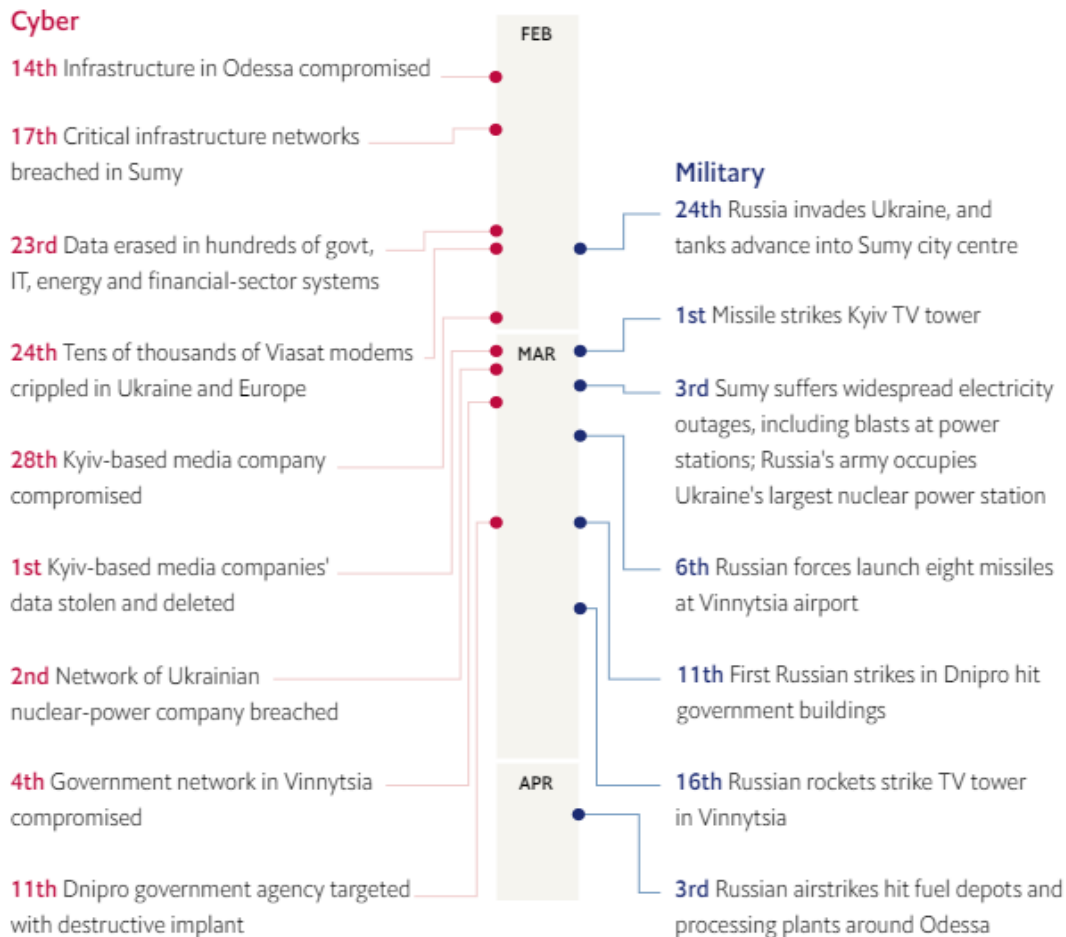 Cyber
14th Infrastructure in Odessa compromised
17th Critical infrastructure networks
breached in Sumy
23rd Data erased in hundreds of govt,
IT, energy and financial-sector systems
24th Tens of thousands of Viasat modems
crippled in Ukraine and Europe
28th Kyiv-based media company
compromised
1st Kyiv-based media companies'
data stolen and deleted
2nd Network of Ukrainian
nuclear-power company breached
4th Government network in Vinnytsia
compromised
11th Dnipro government agency targeted
with destructive implant
FEB
MAR
APR
Military
24th Russia invades Ukraine, and
tanks advance into Sumy city centre
1st Missile strikes Kyiv TV tower
3rd Sumy suffers widespread electricity
outages, including blasts at power
stations; Russia's army occupies
Ukraine's largest nuclear power station
6th Russian forces launch eight missiles
at Vinnytsia airport
11th First Russian strikes in Dnipro hit
government buildings
16th Russian rockets strike TV tower
in Vinnytsia
3rd Russian airstrikes hit fuel depots and
processing plants around Odessa